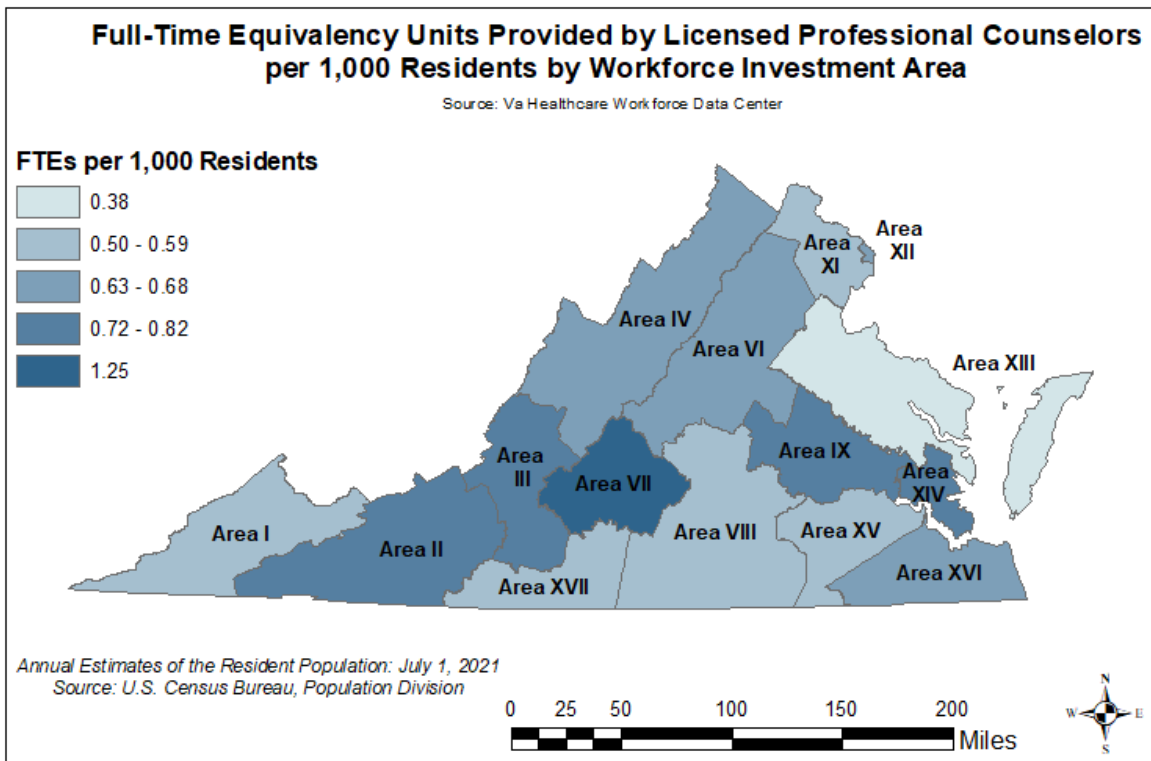 Full-Time Equivalency Units Provided by Licensed Professional Counselors
per 1,000 Residents by Workforce Investment Area
Source: Va Healthcare Workforce Data Center
FTEs per 1,000 Residents
0.38
0.50 - 0.59
0.63 - 0.68
0.72 - 0.82
1.25
Area
XII
Area
XI
Area IV
Area VI
Area XIII
Area
III
Area IX
Area VII
Area
XIV
Area I
Area VIII
Area XV
Area II
Area XVI
Area XVII
Annual Estimates of the Resident Population: July 1, 2021
Source: U.S. Census Bureau, Population Division
0 25 50 100 150 200
Miles
N
W E
S